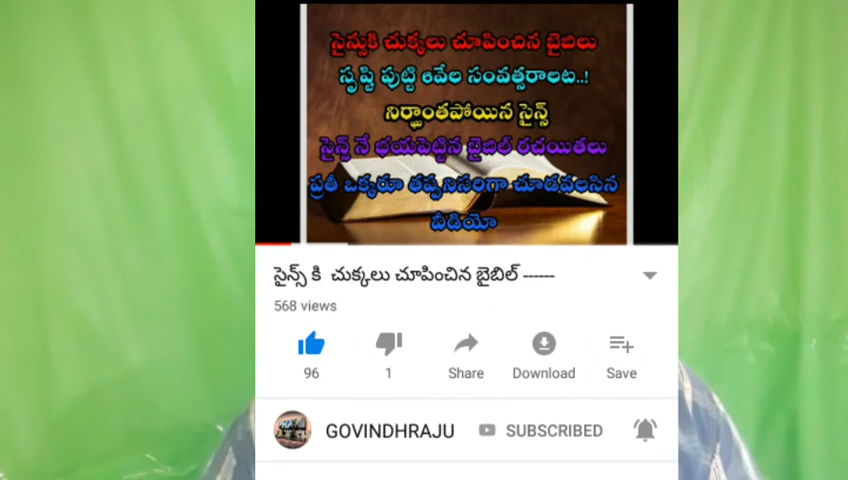 సైన్సుకి చుక్కలు చూపించిన బైబిలు
సృష్టి పుట్టి 6వేల సంవత్సరాలట..!
నిర్ఘాంతపోయిన సైన్స్
సైన్స్ నే భయపెట్టిన బైబిల్ రచయితలు
ప్రతీ ఒక్కరూ తప్పనిసరిగా చూడవలసిన
వీడియో
సైన్స్ కి చుక్కలు చూపించిన బైబిల్ ------
568 views
96 1 Share Download Save
GOVINDHRAJU SUBSCRIBED